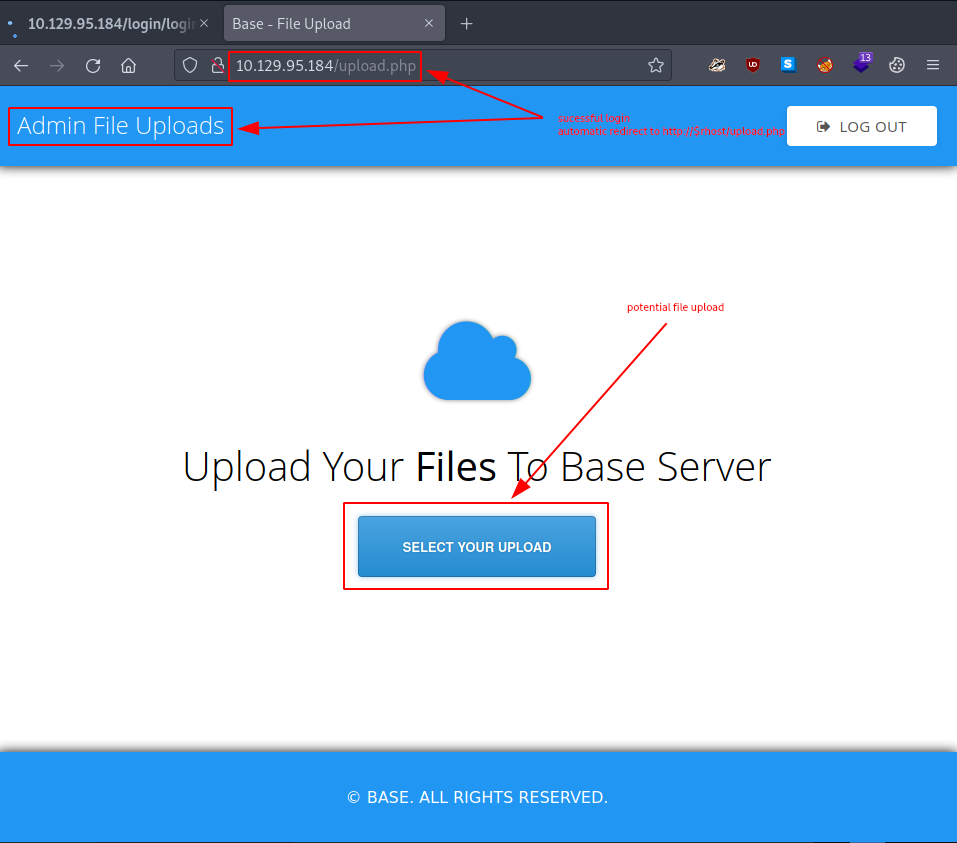 10.129.95.184/login/login
Base - File Upload
10.129.95.184/upload.php
13
Admin File Uploads
sucessful login
automatic redirect to http://$rhost/upload.php
LOG OUT
potential file upload
Upload Your Files To Base Server
SELECT YOUR UPLOAD
© BASE. ALL RIGHTS RESERVED.